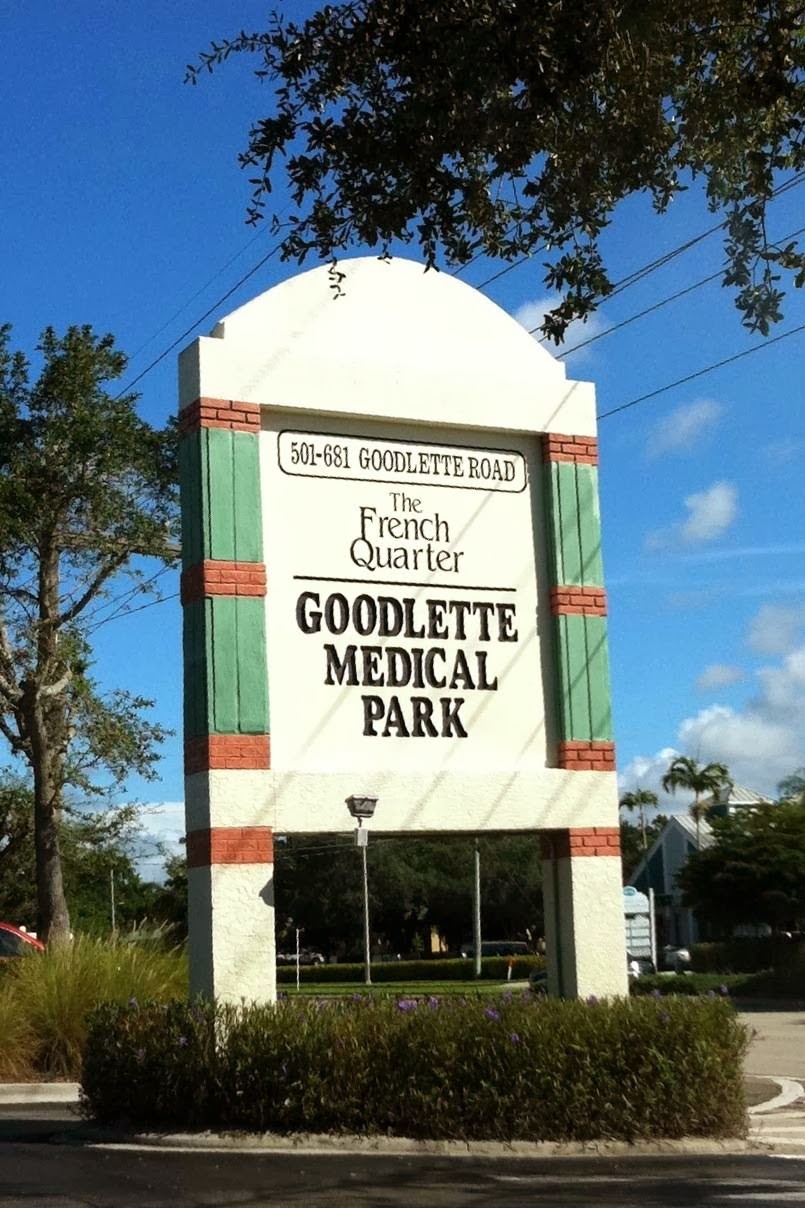 501-681 GOODLETTE ROAD
The
French
Quarter
GOODLETTE
MEDICAL
PARK